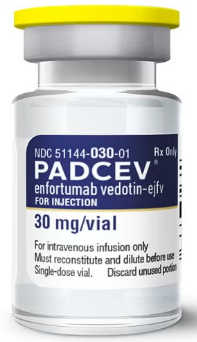 NDC 51144-030-01 Rx Only
PADCEV®
enfortumab vedotin-ejfv
FOR INJECTION
30 mg/vial
For intravenous infusion only
Must reconstitute and dilute before use
Single-dose vial. Discard unused portion